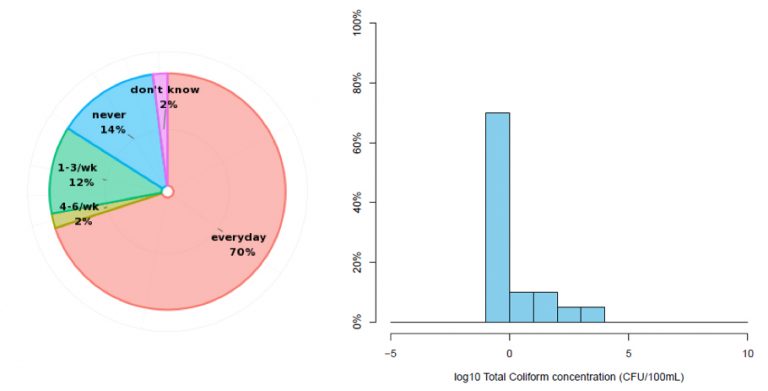 don't know
2%
never
14%
1-3/wk
12%
4-6/wk
2%
everyday
70%
100%
80%
60%
40%
20%
0%
-5
0
5
10
log10 Total Coliform concentration (CFU/100mL)